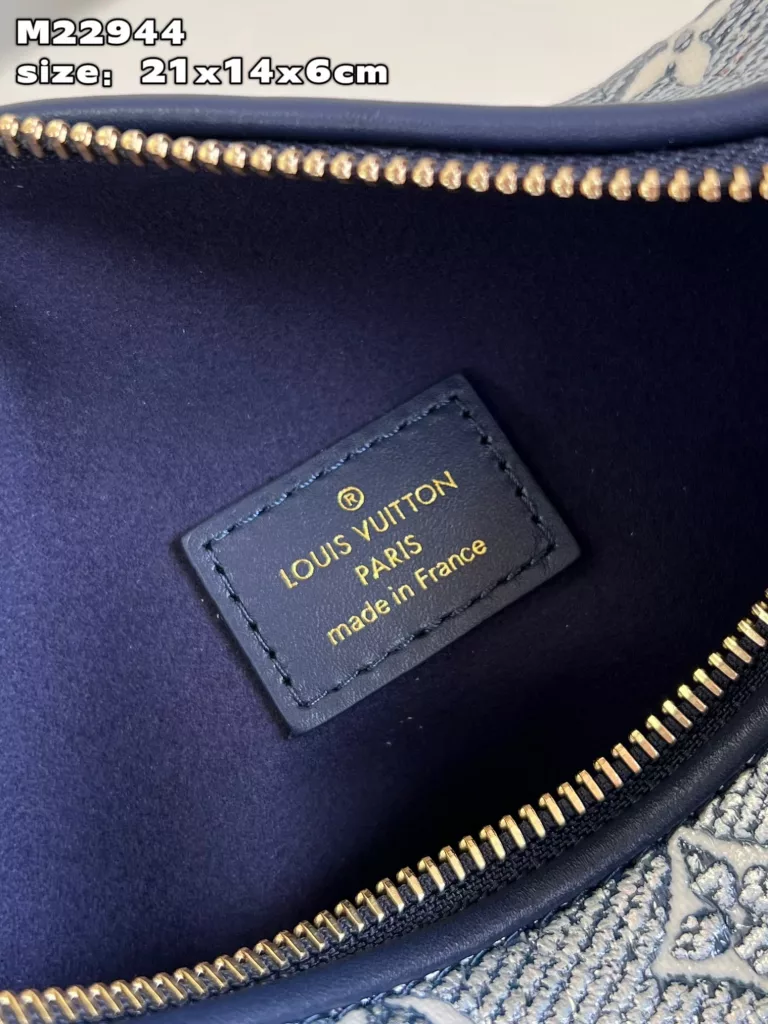 M22944
size：21x14x6cm
®
LOUIS VUITTON
PARIS
made in France